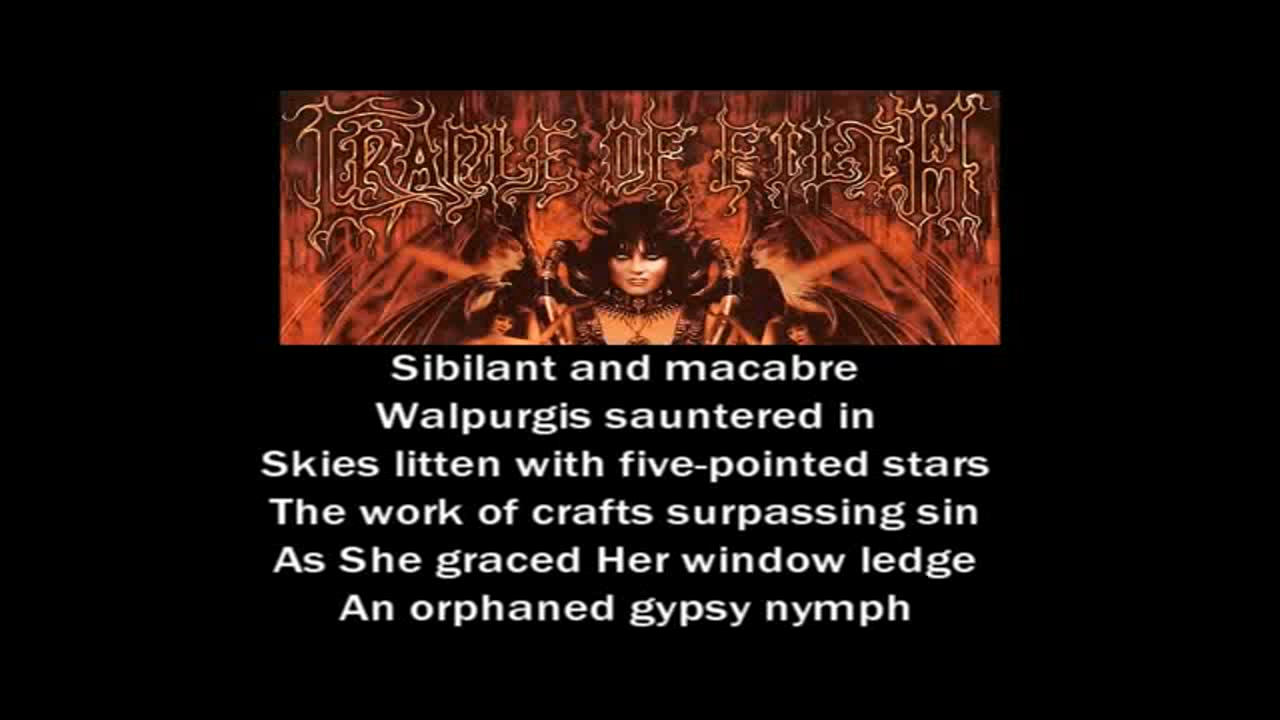 CRADLE OF FILTH
Sibilant and macabre
Walpurgis sauntered in
Skies litten with five-pointed stars
The work of crafts surpassing sin
As She graced Her window ledge
An orphaned gypsy nymph